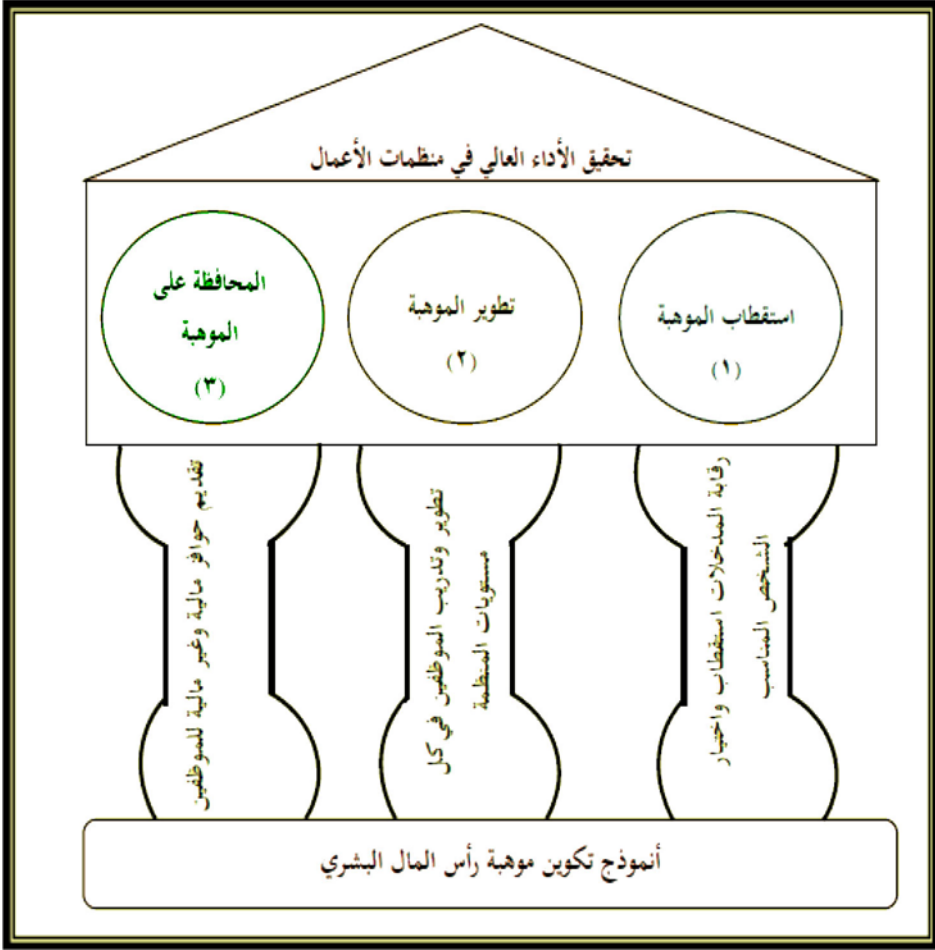 تحقيق الأداء العالي في منظمات الأعمال
استقطاب الموهبة
(١)
تطوير الموهبة
(٢)
المحافظة على
الموهبة
(٣)
رقابة المدخلات استقطاب واختيار
الشخص المناسب
تطوير وتدريب الموظفين في كل
مستويات المنظمة
تقديم حوافز مالية وغير مالية للموظفين
أنموذج تكوين موهبة رأس المال البشري